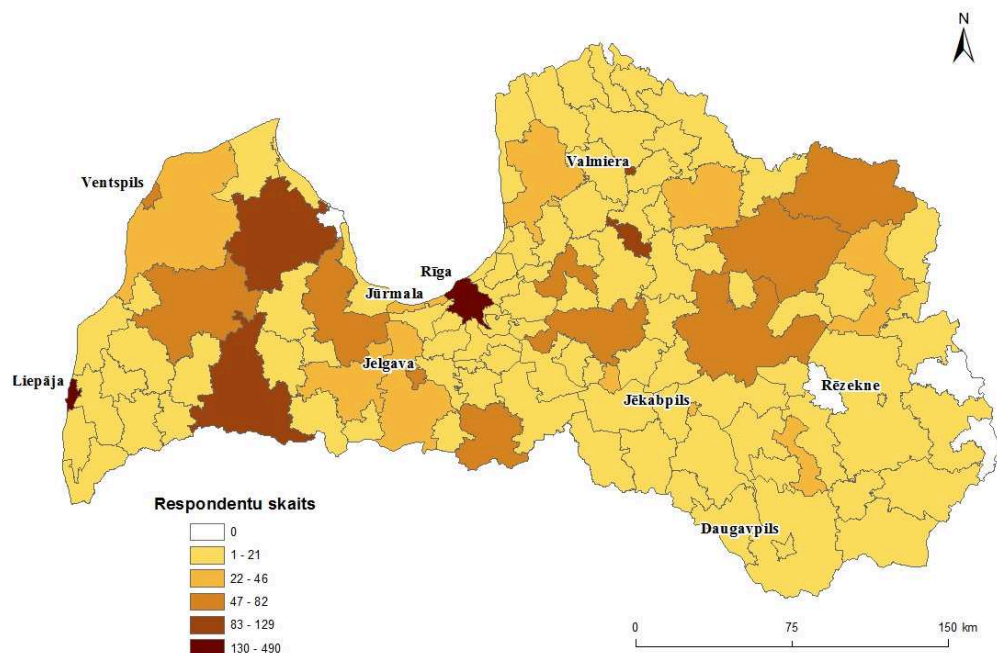 N
Valmiera
Ventspils
Rīga
Jūrmala
Jelgava
Liepāja
Rēzekne
Jēkabpils
Daugavpils
Respondentu skaits
0
1 - 21
22 - 46
47 - 82
83 - 129
130 - 490
0 75 150 km